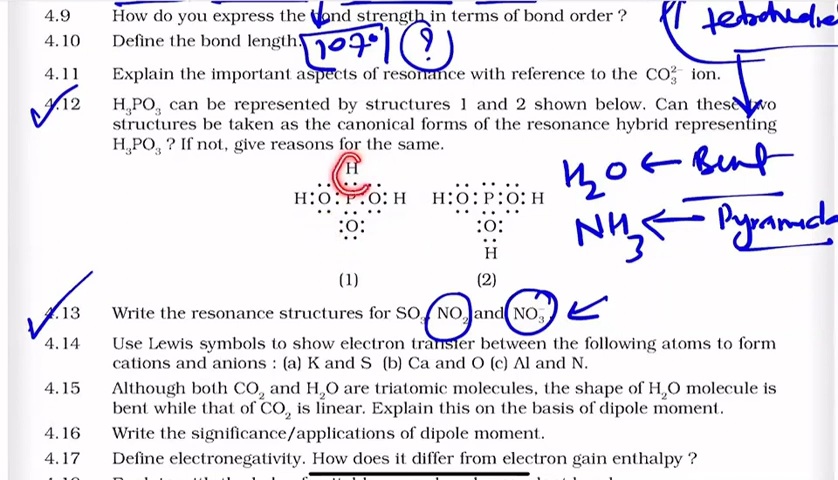 4.9 How do you express the bond strength in terms of bond order ?
4.10 Define the bond length.
107° ?
tetrahedra
4.11 Explain the important aspects of resonance with reference to the CO₃²⁻ ion.
4.12 H₃PO₃ can be represented by structures 1 and 2 shown below. Can these two
structures be taken as the canonical forms of the resonance hybrid representing
H₃PO₃ ? If not, give reasons for the same.
H₂O ← Bent
NH₃ ← Pyramida
H
H:O:P:O:H H:O:P:O:H
:O: :O:
H
(1) (2)
4.13 Write the resonance structures for SO₃, NO₂ and NO₃⁻.
4.14 Use Lewis symbols to show electron transfer between the following atoms to form
cations and anions : (a) K and S (b) Ca and O (c) Al and N.
4.15 Although both CO₂ and H₂O are triatomic molecules, the shape of H₂O molecule is
bent while that of CO₂ is linear. Explain this on the basis of dipole moment.
4.16 Write the significance/applications of dipole moment.
4.17 Define electronegativity. How does it differ from electron gain enthalpy ?